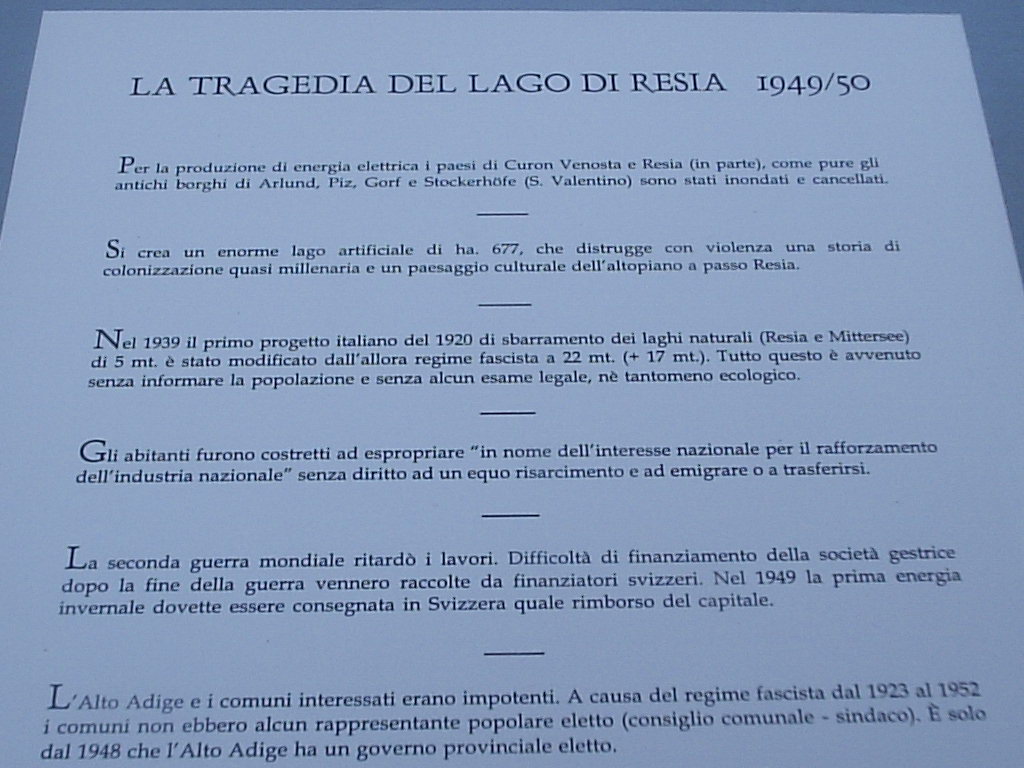 LA TRAGEDIA DEL LAGO DI RESIA 1949/50
Per la produzione di energia elettrica i paesi di Curon Venosta e Resia (in parte), come pure gli
antichi borghi di Arlund, Piz, Gorf e Stockerhöfe (S. Valentino) sono stati inondati e cancellati.
Si crea un enorme lago artificiale di ha. 677, che distrugge con violenza una storia di
colonizzazione quasi millenaria e un paesaggio culturale dell'altopiano a passo Resia.
Nel 1939 il primo progetto italiano del 1920 di sbarramento dei laghi naturali (Resia e Mittersee)
di 5 mt. è stato modificato dall'allora regime fascista a 22 mt. (+ 17 mt.). Tutto questo è avvenuto
senza informare la popolazione e senza alcun esame legale, nè tantomeno ecologico.
Gli abitanti furono costretti ad espropriare "in nome dell'interesse nazionale per il rafforzamento
dell'industria nazionale" senza diritto ad un equo risarcimento e ad emigrare o a trasferirsi.
La seconda guerra mondiale ritardò i lavori. Difficoltà di finanziamento della società gestrice
dopo la fine della guerra vennero raccolte da finanziatori svizzeri. Nel 1949 la prima energia
invernale dovette essere consegnata in Svizzera quale rimborso del capitale.
L'Alto Adige e i comuni interessati erano impotenti. A causa del regime fascista dal 1923 al 1952
i comuni non ebbero alcun rappresentante popolare eletto (consiglio comunale - sindaco). È solo
dal 1948 che l'Alto Adige ha un governo provinciale eletto.